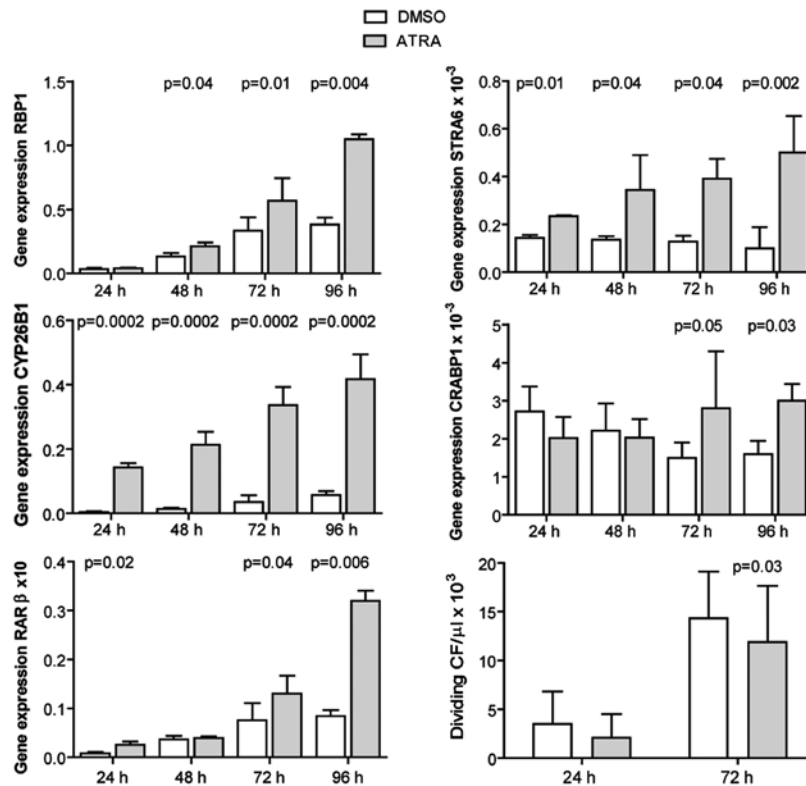 DMSO
ATRA
Gene expression RBP1
p=0.04 p=0.01 p=0.004
1.5
1.0
0.5
0.0
24 h 48 h 72 h 96 h
Gene expression STRA6 x 10⁻³
p=0.01 p=0.04 p=0.04 p=0.002
0.8
0.6
0.4
0.2
0.0
24 h 48 h 72 h 96 h
Gene expression CYP26B1
p=0.0002 p=0.0002 p=0.0002 p=0.0002
0.6
0.4
0.2
0.0
24 h 48 h 72 h 96 h
Gene expression CRABP1 x 10⁻³
p=0.05 p=0.03
5
4
3
2
1
0
24 h 48 h 72 h 96 h
Gene expression RAR β x10
p=0.02 p=0.04 p=0.006
0.4
0.3
0.2
0.1
0.0
24 h 48 h 72 h 96 h
Dividing CF/µl x 10³
p=0.03
20
15
10
5
0
24 h 72 h